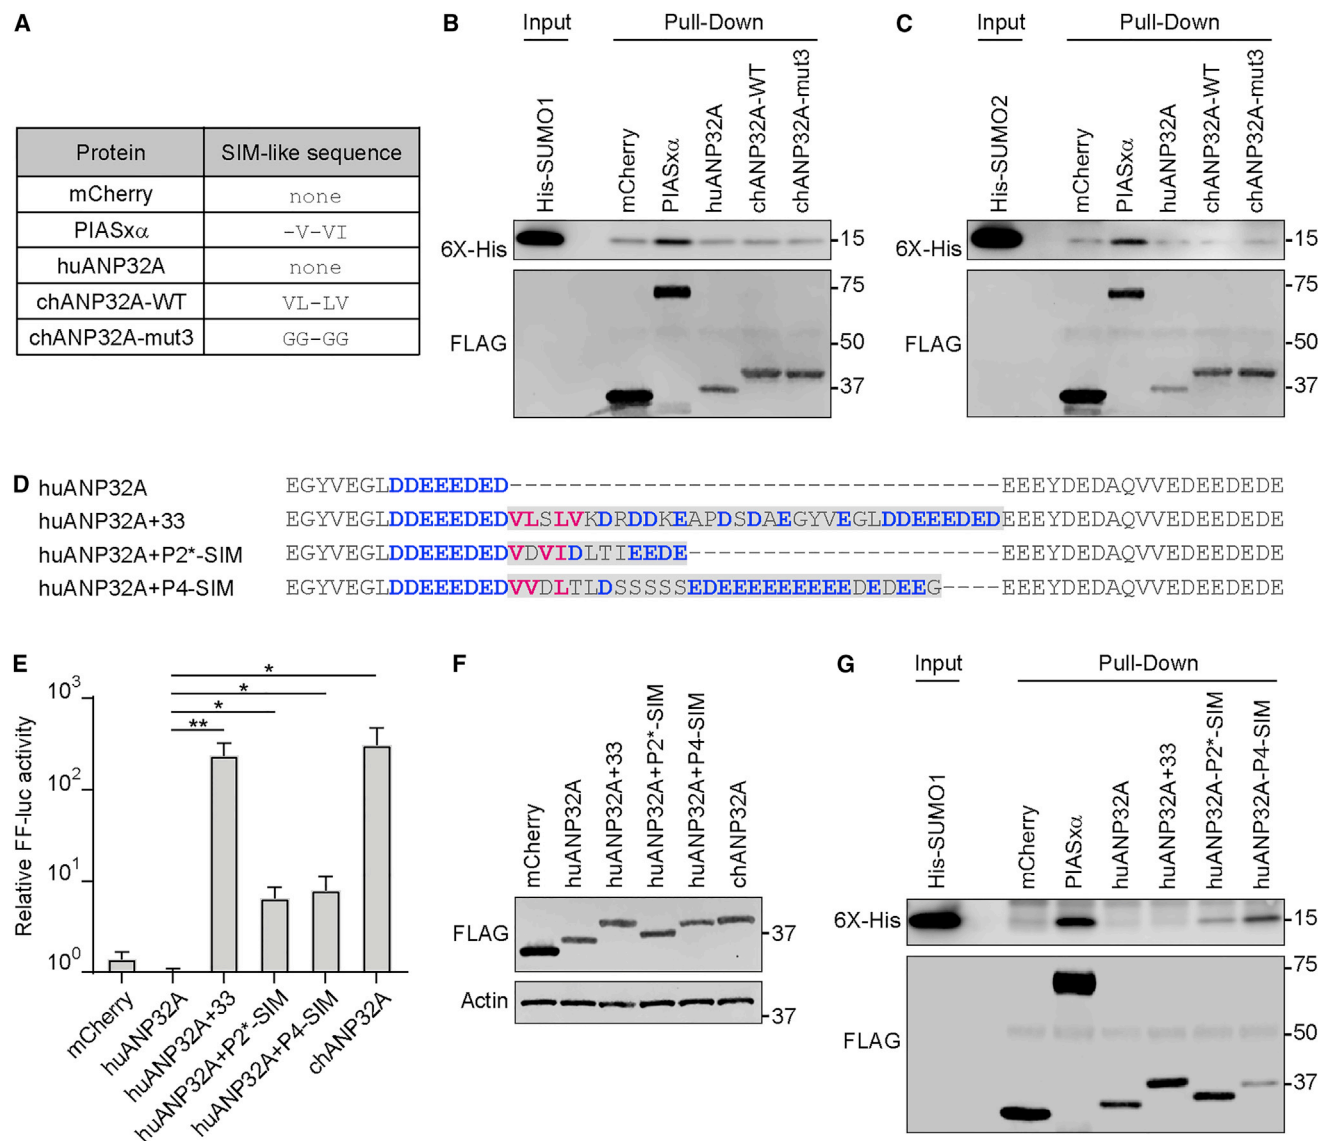 A
Protein SIM-like sequence
mCherry none
PIASxα -V-VI
huANP32A none
chANP32A-WT VL-LV
chANP32A-mut3 GG-GG
B
Input Pull-Down
His-SUMO1
mCherry
PIASxα
huANP32A
chANP32A-WT
chANP32A-mut3
6X-His
-15
FLAG
-75
-50
-37
C
Input Pull-Down
His-SUMO2
mCherry
PIASxα
huANP32A
chANP32A-WT
chANP32A-mut3
6X-His
-15
FLAG
-75
-50
-37
D
huANP32A EGYVEGLDDEEEDED---------------------------------EEEYDEDAQVVEDEEDEDE
huANP32A+33 EGYVEGLDDEEEDEDVLSLVKDRDDKEAPDSDAEGYVEGLDDEEEDEDEEEYDEDAQVVEDEEDEDE
huANP32A+P2*-SIM EGYVEGLDDEEEDEDVDVIDLTIEEDE---------------------EEEYDEDAQVVEDEEDEDE
huANP32A+P4-SIM EGYVEGLDDEEEDEDVVDLTLDSSSSSEDEEEEEEEEEDEDEEG----EEEYDEDAQVVEDEEDEDE
E
Relative FF-luc activity
10³
10²
10¹
10⁰
*
*
*
**
mCherry
huANP32A
huANP32A+33
huANP32A+P2*-SIM
huANP32A+P4-SIM
chANP32A
F
mCherry
huANP32A
huANP32A+33
huANP32A+P2*-SIM
huANP32A+P4-SIM
chANP32A
FLAG
-37
Actin
-37
G
Input Pull-Down
His-SUMO1
mCherry
PIASxα
huANP32A
huANP32A+33
huANP32A-P2*-SIM
huANP32A-P4-SIM
6X-His
-15
FLAG
-75
-50
-37